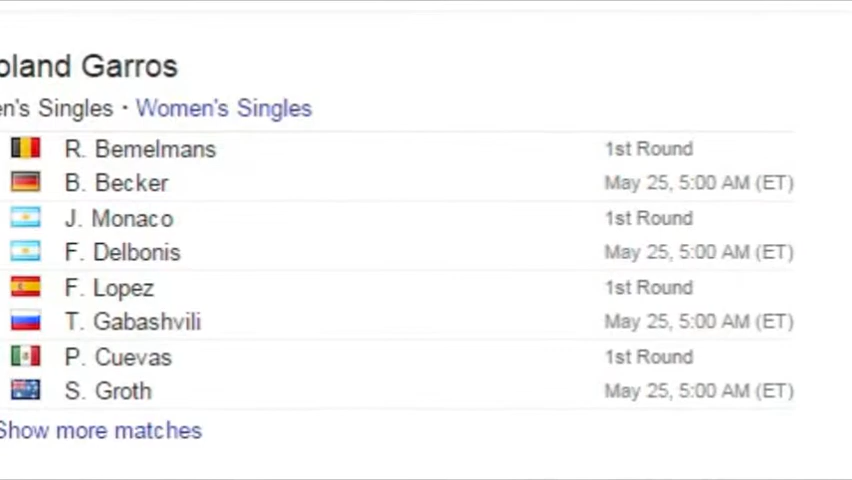 oland Garros
en's Singles · Women's Singles
R. Bemelmans 1st Round
B. Becker May 25, 5:00 AM (ET)
J. Monaco 1st Round
F. Delbonis May 25, 5:00 AM (ET)
F. Lopez 1st Round
T. Gabashvili May 25, 5:00 AM (ET)
P. Cuevas 1st Round
S. Groth May 25, 5:00 AM (ET)
Show more matches